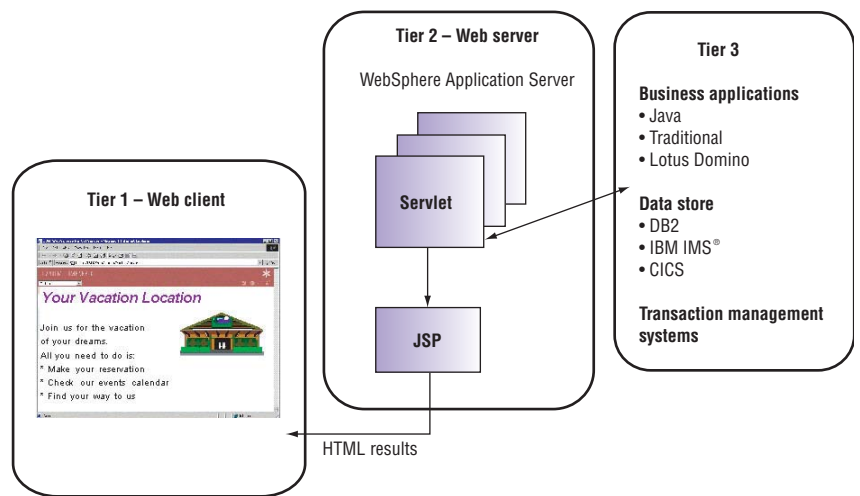 Tier 1 – Web client
Your Vacation Location
Join us for the vacation
of your dreams.
All you need to do is:
* Make your reservation
* Check our events calendar
* Find your way to us
HTML results
Tier 2 – Web server
WebSphere Application Server
Servlet
JSP
Tier 3
Business applications
• Java
• Traditional
• Lotus Domino
Data store
• DB2
• IBM IMS®
• CICS
Transaction management
systems